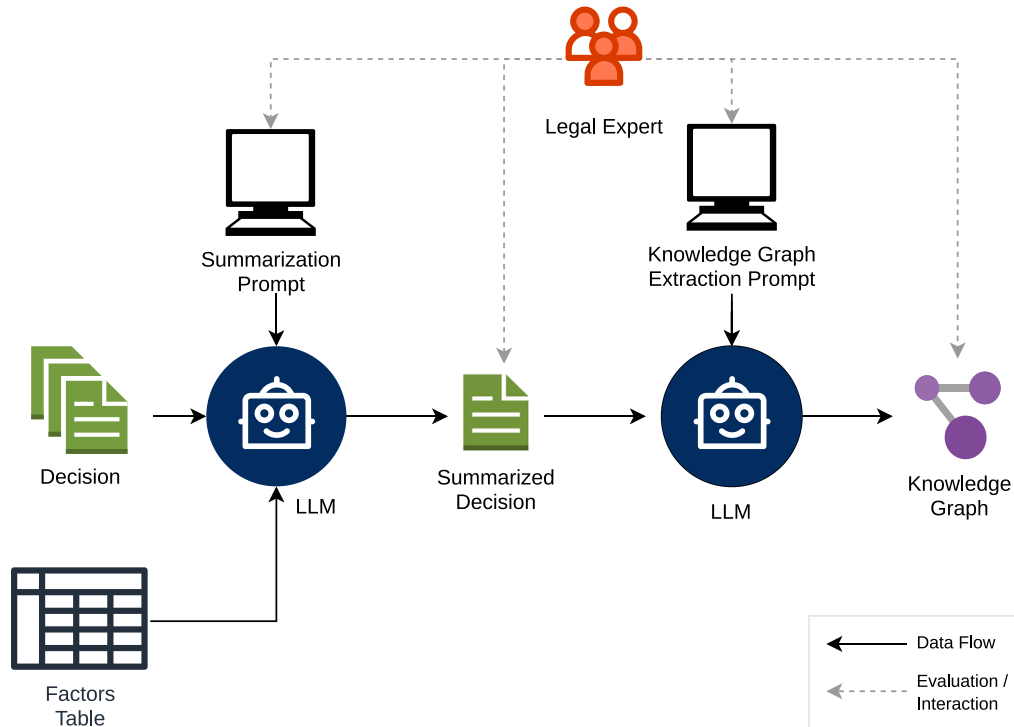 Legal Expert
Summarization
Prompt
Knowledge Graph
Extraction Prompt
Decision
LLM
Summarized
Decision
LLM
Knowledge
Graph
Factors
Table
Data Flow
Evaluation /
Interaction